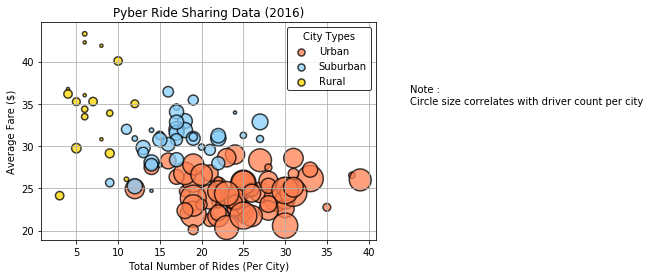 Pyber Ride Sharing Data (2016)
City Types
Urban
Suburban
Rural
Average Fare ($)
40
35
30
25
20
5
10
15
20
25
30
35
40
Total Number of Rides (Per City)
Note :
Circle size correlates with driver count per city